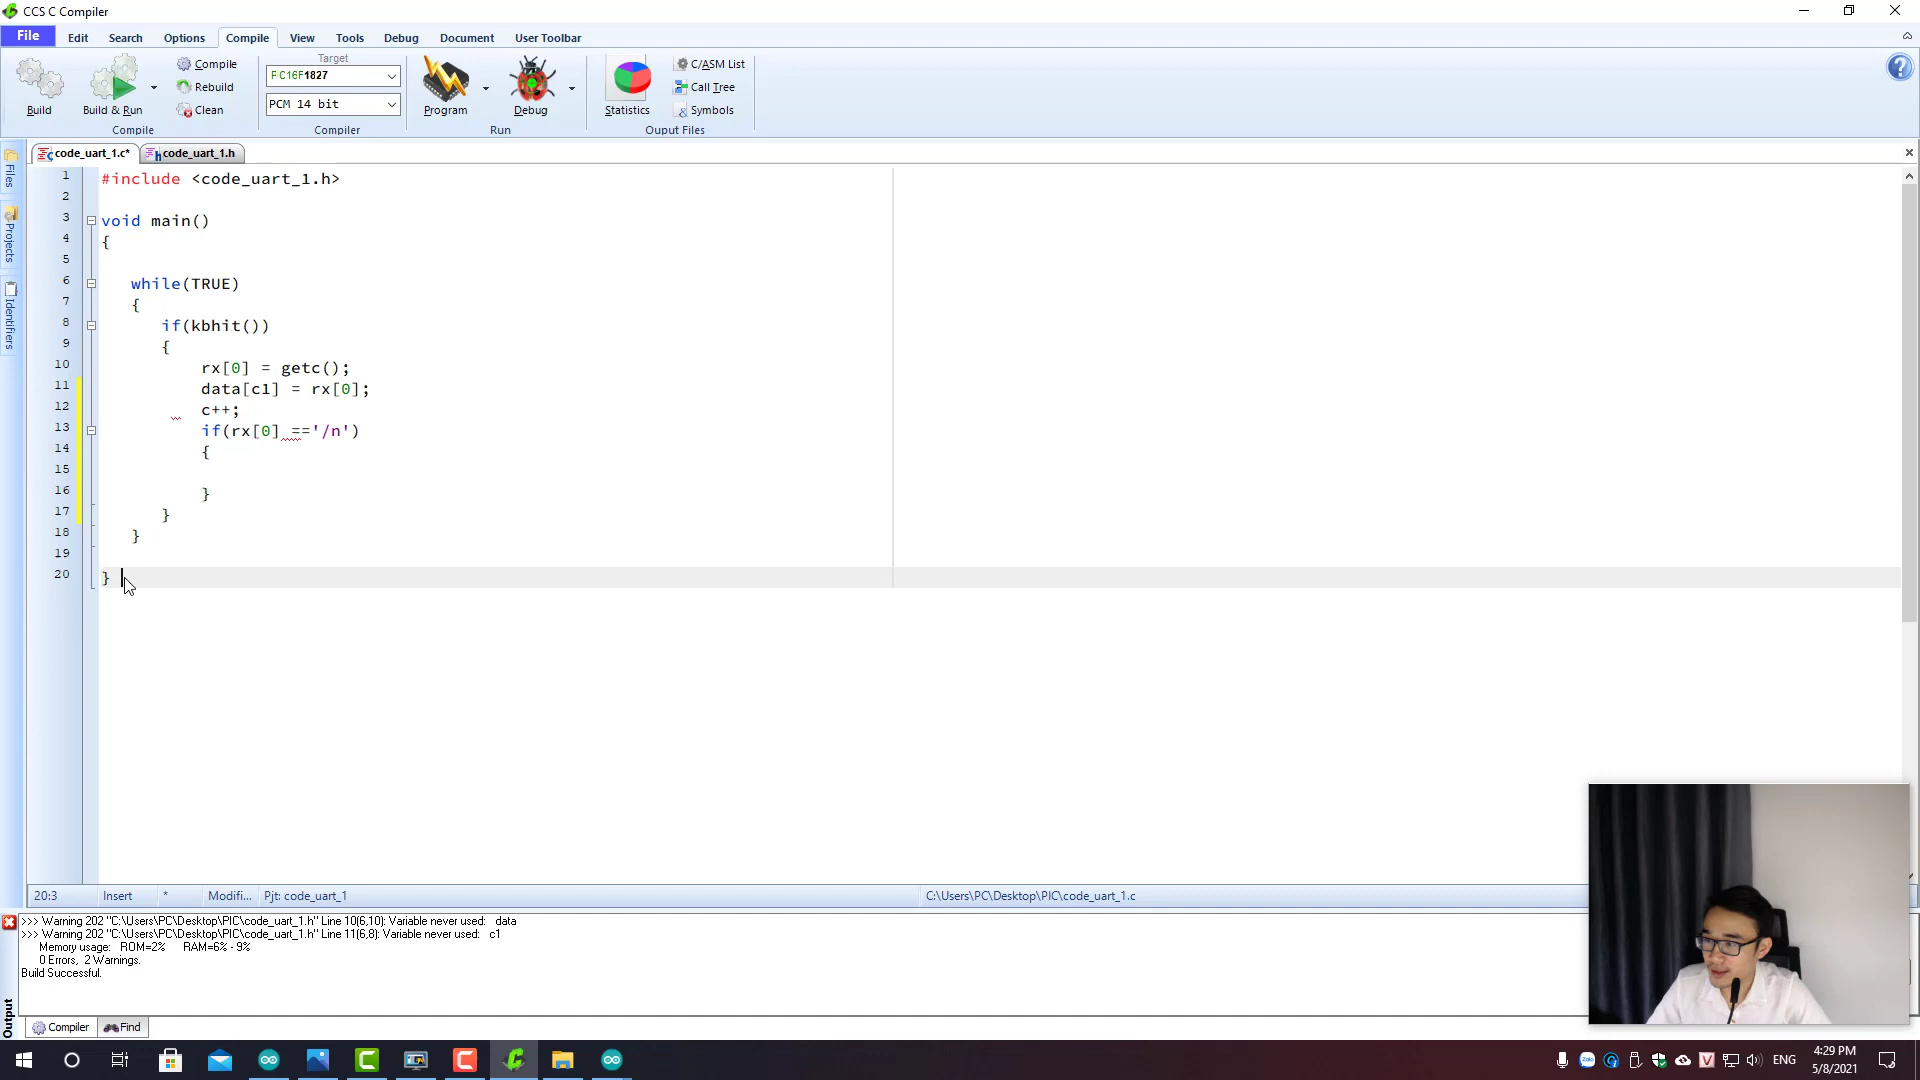 CCS C Compiler
File Edit Search Options Compile View Tools Debug Document User Toolbar
Build
Build & Run
Compile
Rebuild
Clean
Compile
Target
PIC16F1827
PCM 14 bit
Compiler
Program
Debug
Run
Statistics
C/ASM List
Call Tree
Symbols
Ouput Files
code_uart_1.c*
code_uart_1.h
Files
Projects
Identifiers
1 #include <code_uart_1.h>
2
3 void main()
4 {
5
6 while(TRUE)
7 {
8 if(kbhit())
9 {
10 rx[0] = getc();
11 data[c1] = rx[0];
12 c++;
13 if(rx[0] =='/n')
14 {
15
16 }
17 }
18 }
19
20 }
20:3 Insert * Modifi... Pjt: code_uart_1 C:\Users\PC\Desktop\PIC\code_uart_1.c
>>> Warning 202 "C:\Users\PC\Desktop\PIC\code_uart_1.h" Line 10(6,10): Variable never used: data
>>> Warning 202 "C:\Users\PC\Desktop\PIC\code_uart_1.h" Line 11(6,8): Variable never used: c1
Memory usage: ROM=2% RAM=6% - 9%
0 Errors, 2 Warnings.
Build Successful.
Output
Compiler
Find
Zalo
V
ENG
4:29 PM
5/8/2021